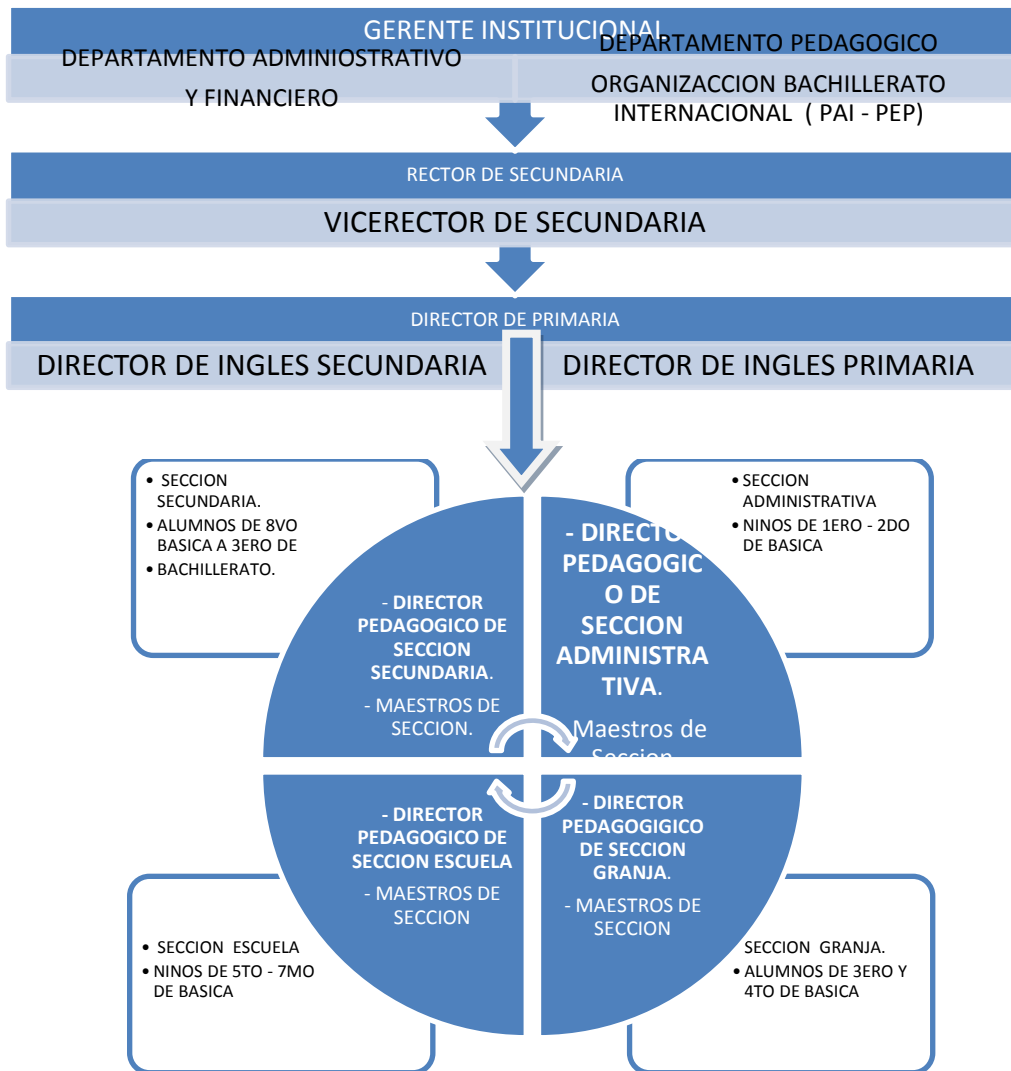 GERENTE INSTITUCIONAL
DEPARTAMENTO ADMINIOSTRATIVO
Y FINANCIERO
DEPARTAMENTO PEDAGOGICO
ORGANIZACCION BACHILLERATO
INTERNACIONAL ( PAI - PEP)
RECTOR DE SECUNDARIA
VICERECTOR DE SECUNDARIA
DIRECTOR DE PRIMARIA
DIRECTOR DE INGLES SECUNDARIA
DIRECTOR DE INGLES PRIMARIA
• SECCION
SECUNDARIA.
• ALUMNOS DE 8VO
BASICA A 3ERO DE
• BACHILLERATO.
• SECCION
ADMINISTRATIVA
• NINOS DE 1ERO - 2DO
DE BASICA
- DIRECTOR
PEDAGOGICO DE
SECCION
SECUNDARIA.
- MAESTROS DE
SECCION.
- DIRECTOR
PEDAGOGIC
O DE
SECCION
ADMINISTRA
TIVA.
Maestros de
Seccion
- DIRECTOR
PEDAGOGICO DE
SECCION ESCUELA
- MAESTROS DE
SECCION
- DIRECTOR
PEDAGOGIGICO
DE SECCION
GRANJA.
- MAESTROS DE
SECCION
• SECCION ESCUELA
• NINOS DE 5TO - 7MO
DE BASICA
SECCION GRANJA.
• ALUMNOS DE 3ERO Y
4TO DE BASICA